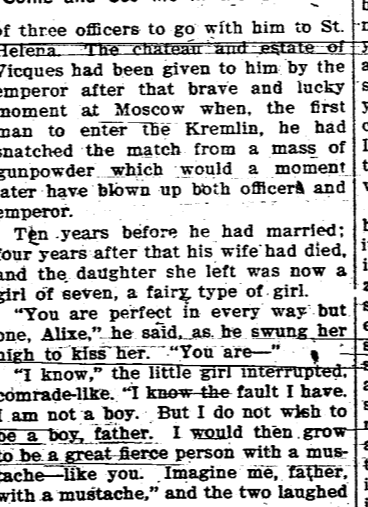 of three officers to go with him to St.
Helena. The chateau and estate of
Vicques had been given to him by the
emperor after that brave and lucky
moment at Moscow when, the first
man to enter the Kremlin, he had
snatched the match from a mass of
gunpowder which would a moment
later have blown up both officers and
emperor.
Ten years before he had married;
four years after that his wife had died,
and the daughter she left was now a
girl of seven, a fairy type of girl.
"You are perfect in every way but
one, Alixe," he said, as he swung her
high to kiss her. "You are—"
"I know," the little girl interrupted,
comrade-like. "I know the fault I have.
I am not a boy. But I do not wish to
be a boy, father. I would then grow
to be a great fierce person with a mus-
tache—like you. Imagine me, father,
with a mustache," and the two laughed